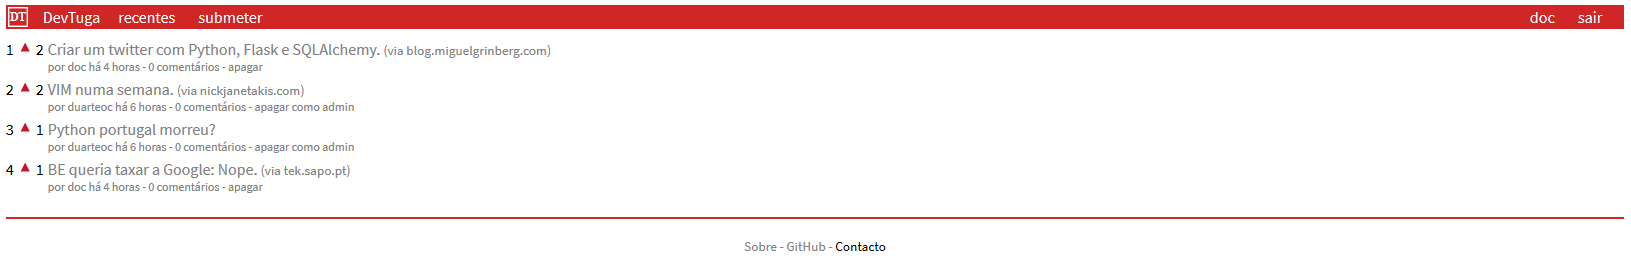 DT DevTuga recentes submeter doc sair
1 ▲ 2 Criar um twitter com Python, Flask e SQLAlchemy. (via blog.miguelgrinberg.com)
por doc há 4 horas - 0 comentários - apagar
2 ▲ 2 VIM numa semana. (via nickjanetakis.com)
por duarteoc há 6 horas - 0 comentários - apagar como admin
3 ▲ 1 Python portugal morreu?
por duarteoc há 6 horas - 0 comentários - apagar como admin
4 ▲ 1 BE queria taxar a Google: Nope. (via tek.sapo.pt)
por doc há 4 horas - 0 comentários - apagar
Sobre - GitHub - Contacto